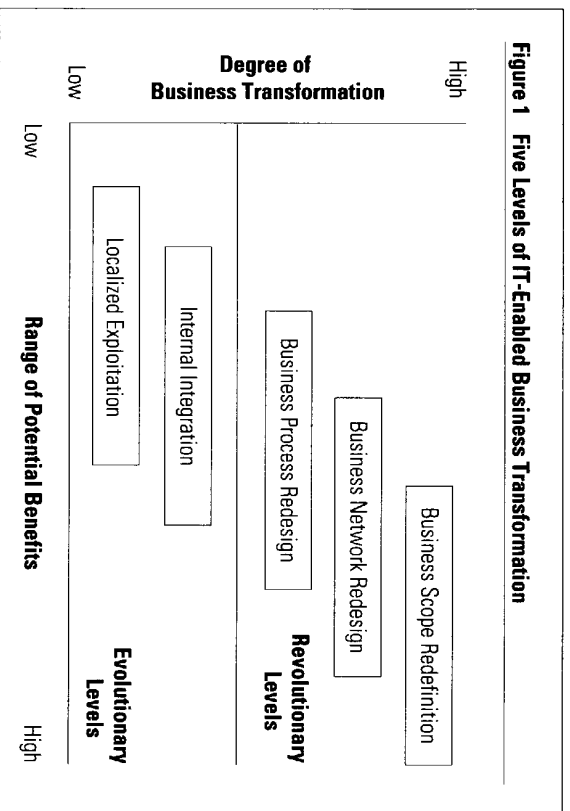 Figure 1 Five Levels of IT-Enabled Business Transformation
High
Degree of
Business Transformation
Low
Business Scope Redefinition
Business Network Redesign
Business Process Redesign
Revolutionary
Levels
Internal Integration
Localized Exploitation
Evolutionary
Levels
Low
Range of Potential Benefits
High